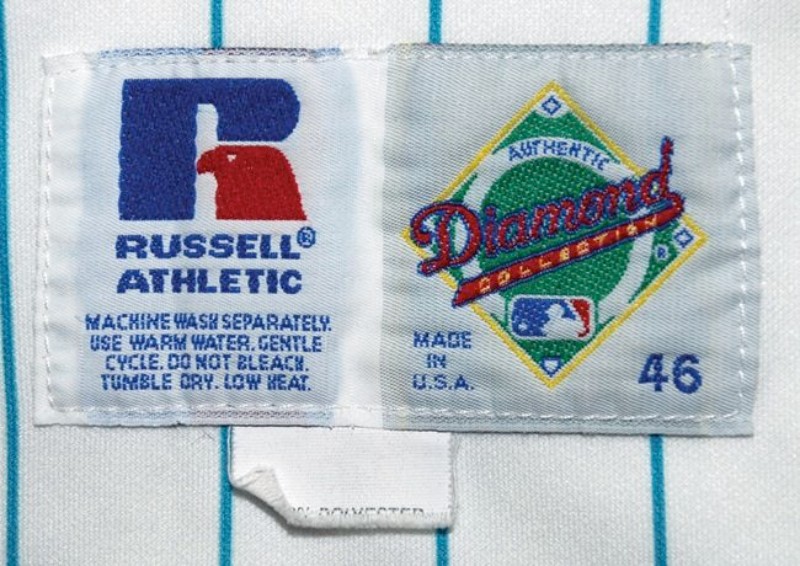 RUSSELL®
ATHLETIC
MACHINE WASH SEPARATELY.
USE WARM WATER. GENTLE
CYCLE. DO NOT BLEACH.
TUMBLE DRY. LOW HEAT.
AUTHENTIC
Diamond
COLLECTION
®
MADE
IN
U.S.A.
46
POLYESTER